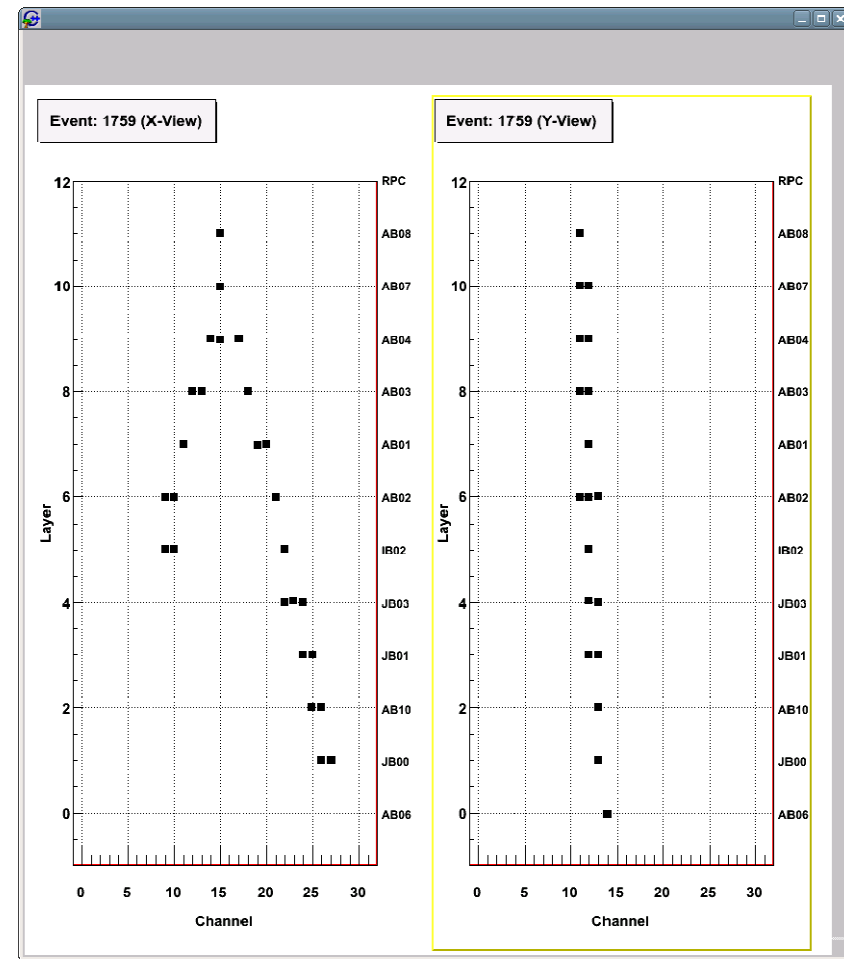 Event: 1759 (X-View)
12
10
8
6
4
2
0
Layer
RPC
AB08
AB07
AB04
AB03
AB01
AB02
IB02
JB03
JB01
AB10
JB00
AB06
0 5 10 15 20 25 30
Channel
Event: 1759 (Y-View)
12
10
8
6
4
2
0
Layer
RPC
AB08
AB07
AB04
AB03
AB01
AB02
IB02
JB03
JB01
AB10
JB00
AB06
0 5 10 15 20 25 30
Channel